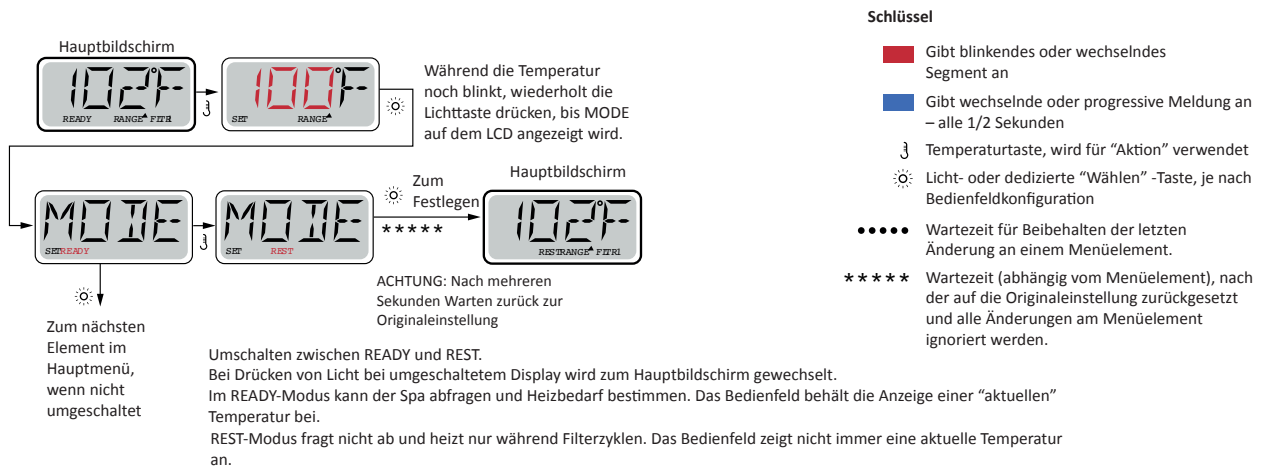 Schlüssel
Gibt blinkendes oder wechselndes
Segment an
Gibt wechselnde oder progressive Meldung an
– alle 1/2 Sekunden
Temperaturtaste, wird für “Aktion” verwendet
Licht- oder dedizierte “Wählen” -Taste, je nach
Bedienfeldkonfiguration
••••• Wartezeit für Beibehalten der letzten
Änderung an einem Menüelement.
***** Wartezeit (abhängig vom Menüelement), nach
der auf die Originaleinstellung zurückgesetzt
und alle Änderungen am Menüelement
ignoriert werden.
Hauptbildschirm
102°F
READY RANGE FITR1
100°F
SET RANGE
Während die Temperatur
noch blinkt, wiederholt die
Lichttaste drücken, bis MODE
auf dem LCD angezeigt wird.
MODE
SETREADY
MODE
SET REST
Zum
Festlegen
*****
Hauptbildschirm
102°F
RESTRANGE FITR1
ACHTUNG: Nach mehreren
Sekunden Warten zurück zur
Originaleinstellung
Zum nächsten
Element im
Hauptmenü,
wenn nicht
umgeschaltet
Umschalten zwischen READY und REST.
Bei Drücken von Licht bei umgeschaltetem Display wird zum Hauptbildschirm gewechselt.
Im READY-Modus kann der Spa abfragen und Heizbedarf bestimmen. Das Bedienfeld behält die Anzeige einer “aktuellen”
Temperatur bei.
REST-Modus fragt nicht ab und heizt nur während Filterzyklen. Das Bedienfeld zeigt nicht immer eine aktuelle Temperatur
an.